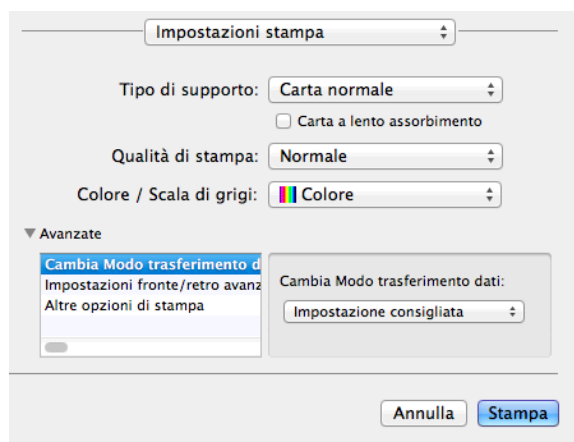 Impostazioni stampa
Tipo di supporto: Carta normale
Carta a lento assorbimento
Qualità di stampa: Normale
Colore / Scala di grigi: Colore
Avanzate
Cambia Modo trasferimento d
Impostazioni fronte/retro avanz
Altre opzioni di stampa
Cambia Modo trasferimento dati:
Impostazione consigliata
Annulla Stampa